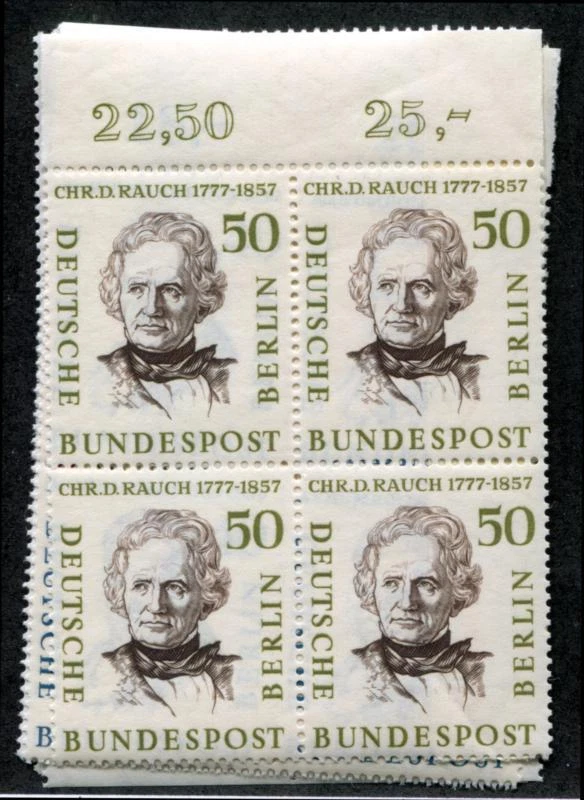 22,50 25,-
CHR.D. RAUCH 1777-1857
50
DEUTSCHE
BERLIN
BUNDESPOST
CHR.D. RAUCH 1777-1857
50
DEUTSCHE
BERLIN
BUNDESPOST
CHR.D. RAUCH 1777-1857
50
DEUTSCHE
BERLIN
BUNDESPOST
CHR.D. RAUCH 1777-1857
50
DEUTSCHE
BERLIN
BUNDESPOST
B